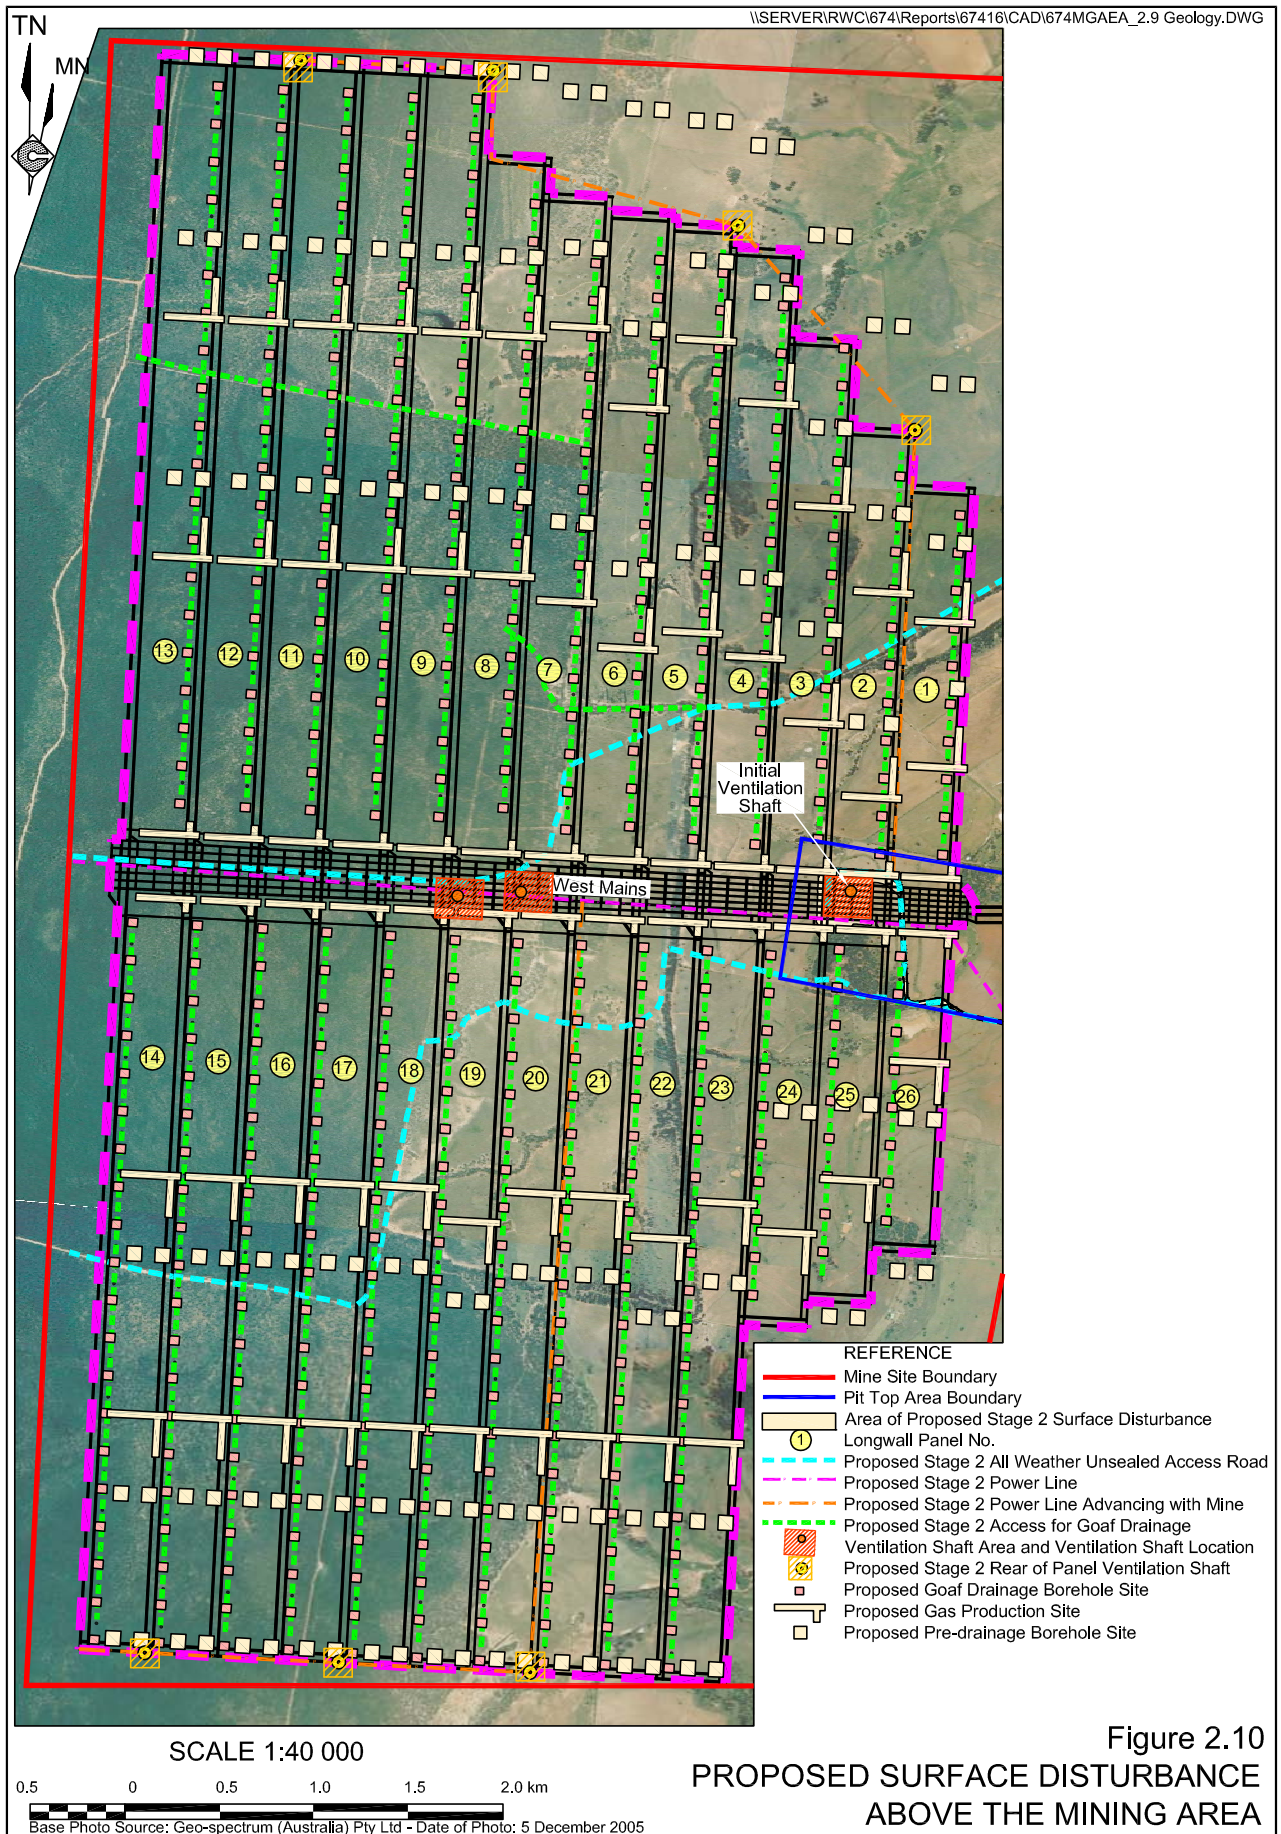 \\SERVER\RWC\674\Reports\67416\CAD\674MGAEA_2.9 Geology.DWG
TN
MN
13
12
11
10
9
8
7
6
5
4
3
2
1
Initial
Ventilation
Shaft
West Mains
14
15
16
17
18
19
20
21
22
23
24
25
26
REFERENCE
Mine Site Boundary
Pit Top Area Boundary
Area of Proposed Stage 2 Surface Disturbance
1 Longwall Panel No.
Proposed Stage 2 All Weather Unsealed Access Road
Proposed Stage 2 Power Line
Proposed Stage 2 Power Line Advancing with Mine
Proposed Stage 2 Access for Goaf Drainage
Ventilation Shaft Area and Ventilation Shaft Location
Proposed Stage 2 Rear of Panel Ventilation Shaft
Proposed Goaf Drainage Borehole Site
Proposed Gas Production Site
Proposed Pre-drainage Borehole Site
SCALE 1:40 000
0.5 0 0.5 1.0 1.5 2.0 km
Base Photo Source: Geo-spectrum (Australia) Pty Ltd - Date of Photo: 5 December 2005
Figure 2.10
PROPOSED SURFACE DISTURBANCE
ABOVE THE MINING AREA